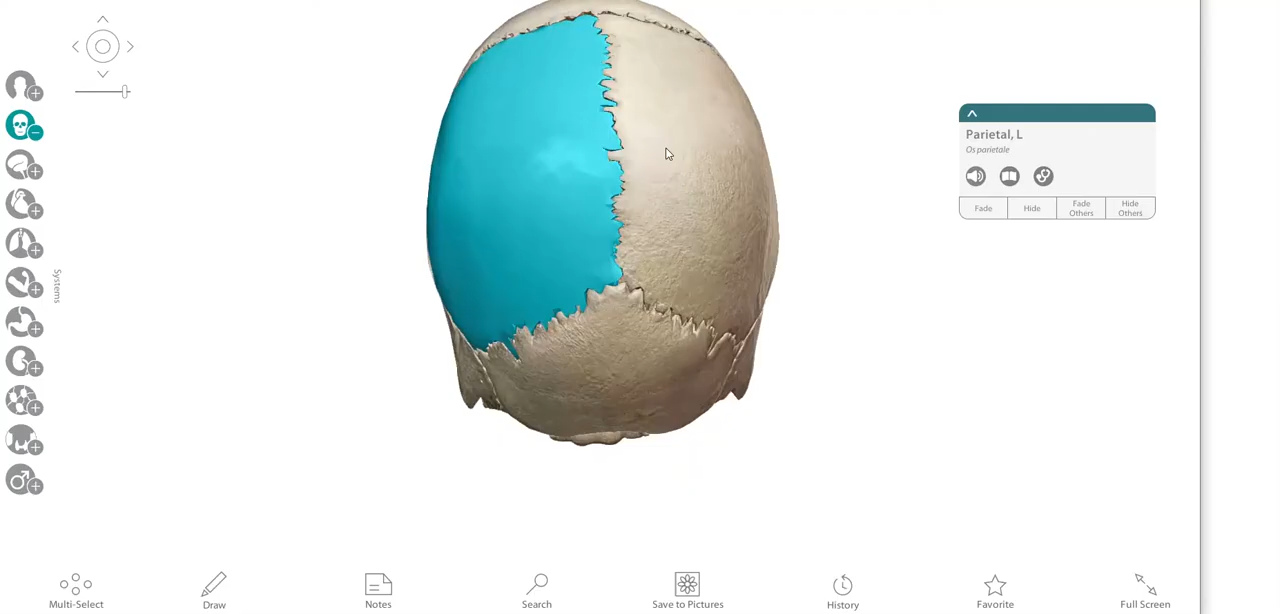 Systems
Parietal, L
Os parietale
Fade
Hide
Fade
Others
Hide
Others
Multi-Select
Draw
Notes
Search
Save to Pictures
History
Favorite
Full Screen